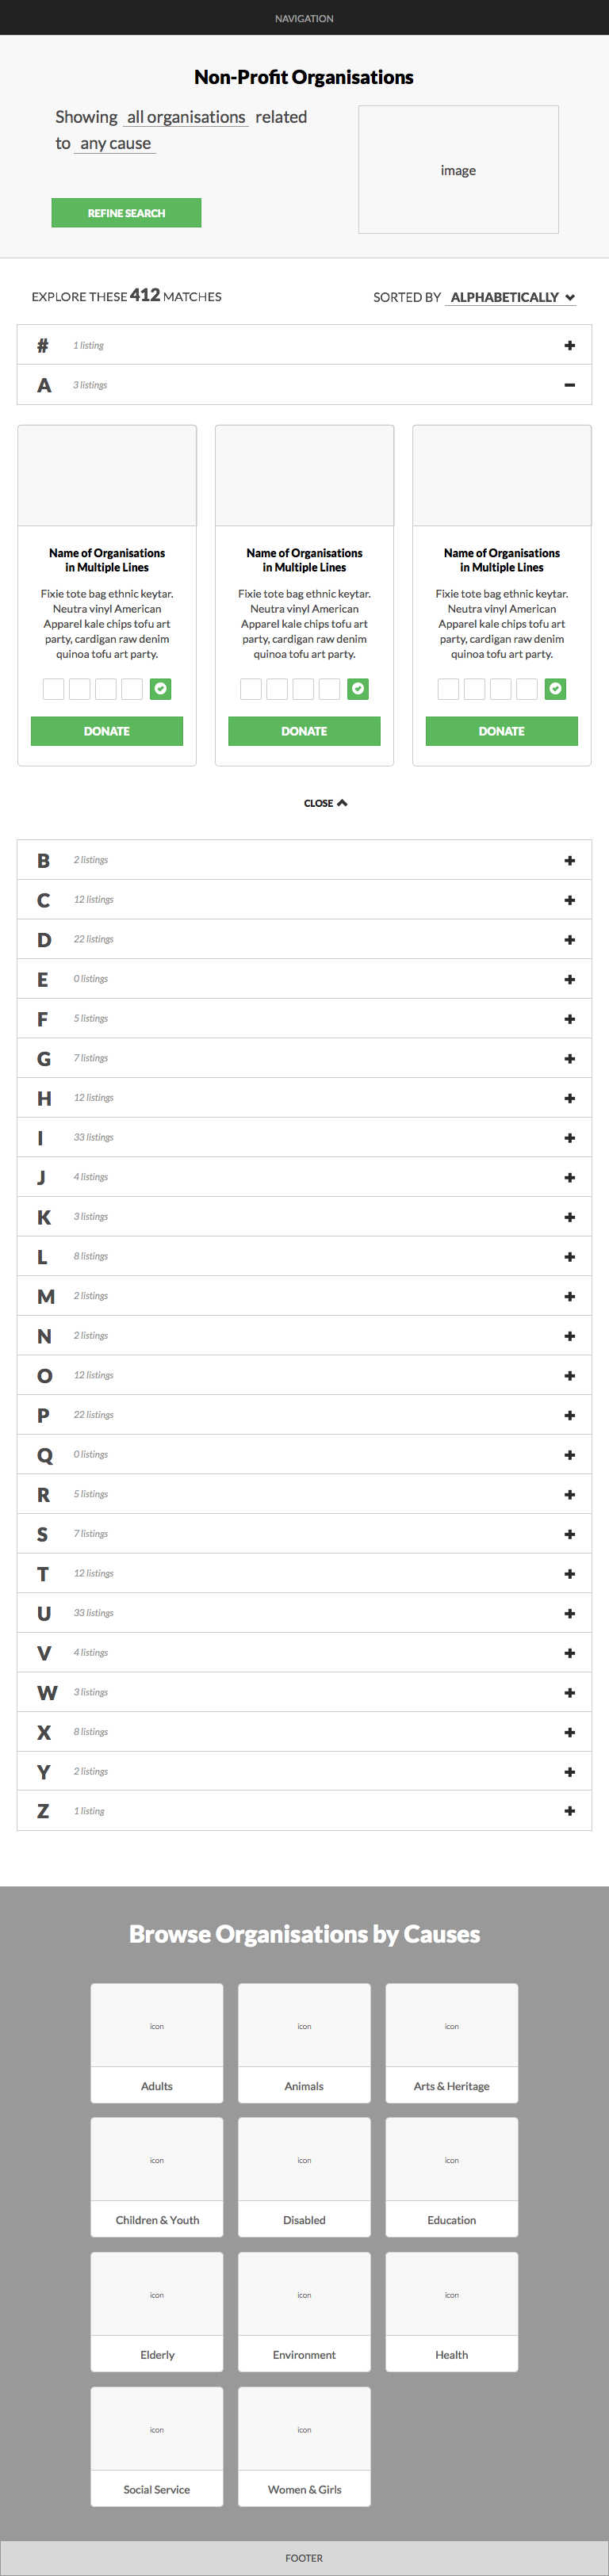 NAVIGATION
Non-Profit Organisations
Showing all organisations related
to any cause
image
REFINE SEARCH
EXPLORE THESE 412 MATCHES
SORTED BY ALPHABETICALLY
# 1 listing
A 3 listings
Name of Organisations
in Multiple Lines
Fixie tote bag ethnic keytar.
Neutra vinyl American
Apparel kale chips tofu art
party, cardigan raw denim
quinoa tofu art party.
DONATE
Name of Organisations
in Multiple Lines
Fixie tote bag ethnic keytar.
Neutra vinyl American
Apparel kale chips tofu art
party, cardigan raw denim
quinoa tofu art party.
DONATE
Name of Organisations
in Multiple Lines
Fixie tote bag ethnic keytar.
Neutra vinyl American
Apparel kale chips tofu art
party, cardigan raw denim
quinoa tofu art party.
DONATE
CLOSE
B 2 listings
C 12 listings
D 22 listings
E 0 listings
F 5 listings
G 7 listings
H 12 listings
I 33 listings
J 4 listings
K 3 listings
L 8 listings
M 2 listings
N 2 listings
O 12 listings
P 22 listings
Q 0 listings
R 5 listings
S 7 listings
T 12 listings
U 33 listings
V 4 listings
W 3 listings
X 8 listings
Y 2 listings
Z 1 listing
Browse Organisations by Causes
icon
Adults
icon
Animals
icon
Arts & Heritage
icon
Children & Youth
icon
Disabled
icon
Education
icon
Elderly
icon
Environment
icon
Health
icon
Social Service
icon
Women & Girls
FOOTER